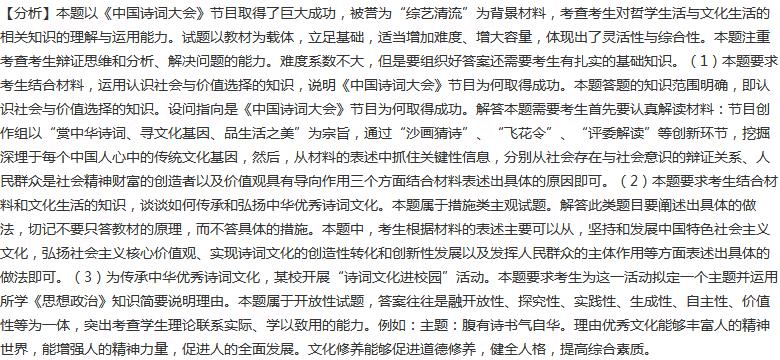 【分析】本题以《中国诗词大会》节目取得了巨大成功，被誉为“综艺清流”为背景材料，考查考生对哲学生活与文化生活的
相关知识的理解与运用能力。试题以教材为载体，立足基础，适当增加难度、增大容量，体现出了灵活性与综合性。本题注重
考查考生辩证思维和分析、解决问题的能力。难度系数不大，但是要组织好答案还需要考生有扎实的基础知识。（1）本题要求
考生结合材料，运用认识社会与价值选择的知识，说明《中国诗词大会》节目为何取得成功。本题答题的知识范围明确，即认
识社会与价值选择的知识。设问指向是《中国诗词大会》节目为何取得成功。解答本题需要考生首先要认真解读材料：节目创
作组以“赏中华诗词、寻文化基因、品生活之美”为宗旨，通过“沙画猜诗”、“飞花令”、“评委解读”等创新环节，挖掘
深埋于每个中国人心中的传统文化基因，然后，从材料的表述中抓住关键性信息，分别从社会存在与社会意识的辩证关系、人
民群众是社会精神财富的创造者以及价值观具有导向作用三个方面结合材料表述出具体的原因即可。（2）本题要求考生结合材
料和文化生活的知识，谈谈如何传承和弘扬中华优秀诗词文化。本题属于措施类主观试题。解答此类题目要阐述出具体的做
法，切记不要只答教材的原理，而不答具体的措施。本题中，考生根据材料的表述主要可以从，坚持和发展中国特色社会主义
文化，弘扬社会主义核心价值观、实现诗词文化的创造性转化和创新性发展以及发挥人民群众的主体作用等方面表述出具体的
做法即可。（3）为传承中华优秀诗词文化，某校开展“诗词文化进校园”活动。本题要求考生为这一活动拟定一个主题并运用
所学《思想政治》知识简要说明理由。本题属于开放性试题，答案往往是融开放性、探究性、实践性、生成性、自主性、价值
性等为一体，突出考查学生理论联系实际、学以致用的能力。例如：主题：腹有诗书气自华。理由优秀文化能够丰富人的精神
世界，能增强人的精神力量，促进人的全面发展。文化修养能够促进道德修养，健全人格，提高综合素质。